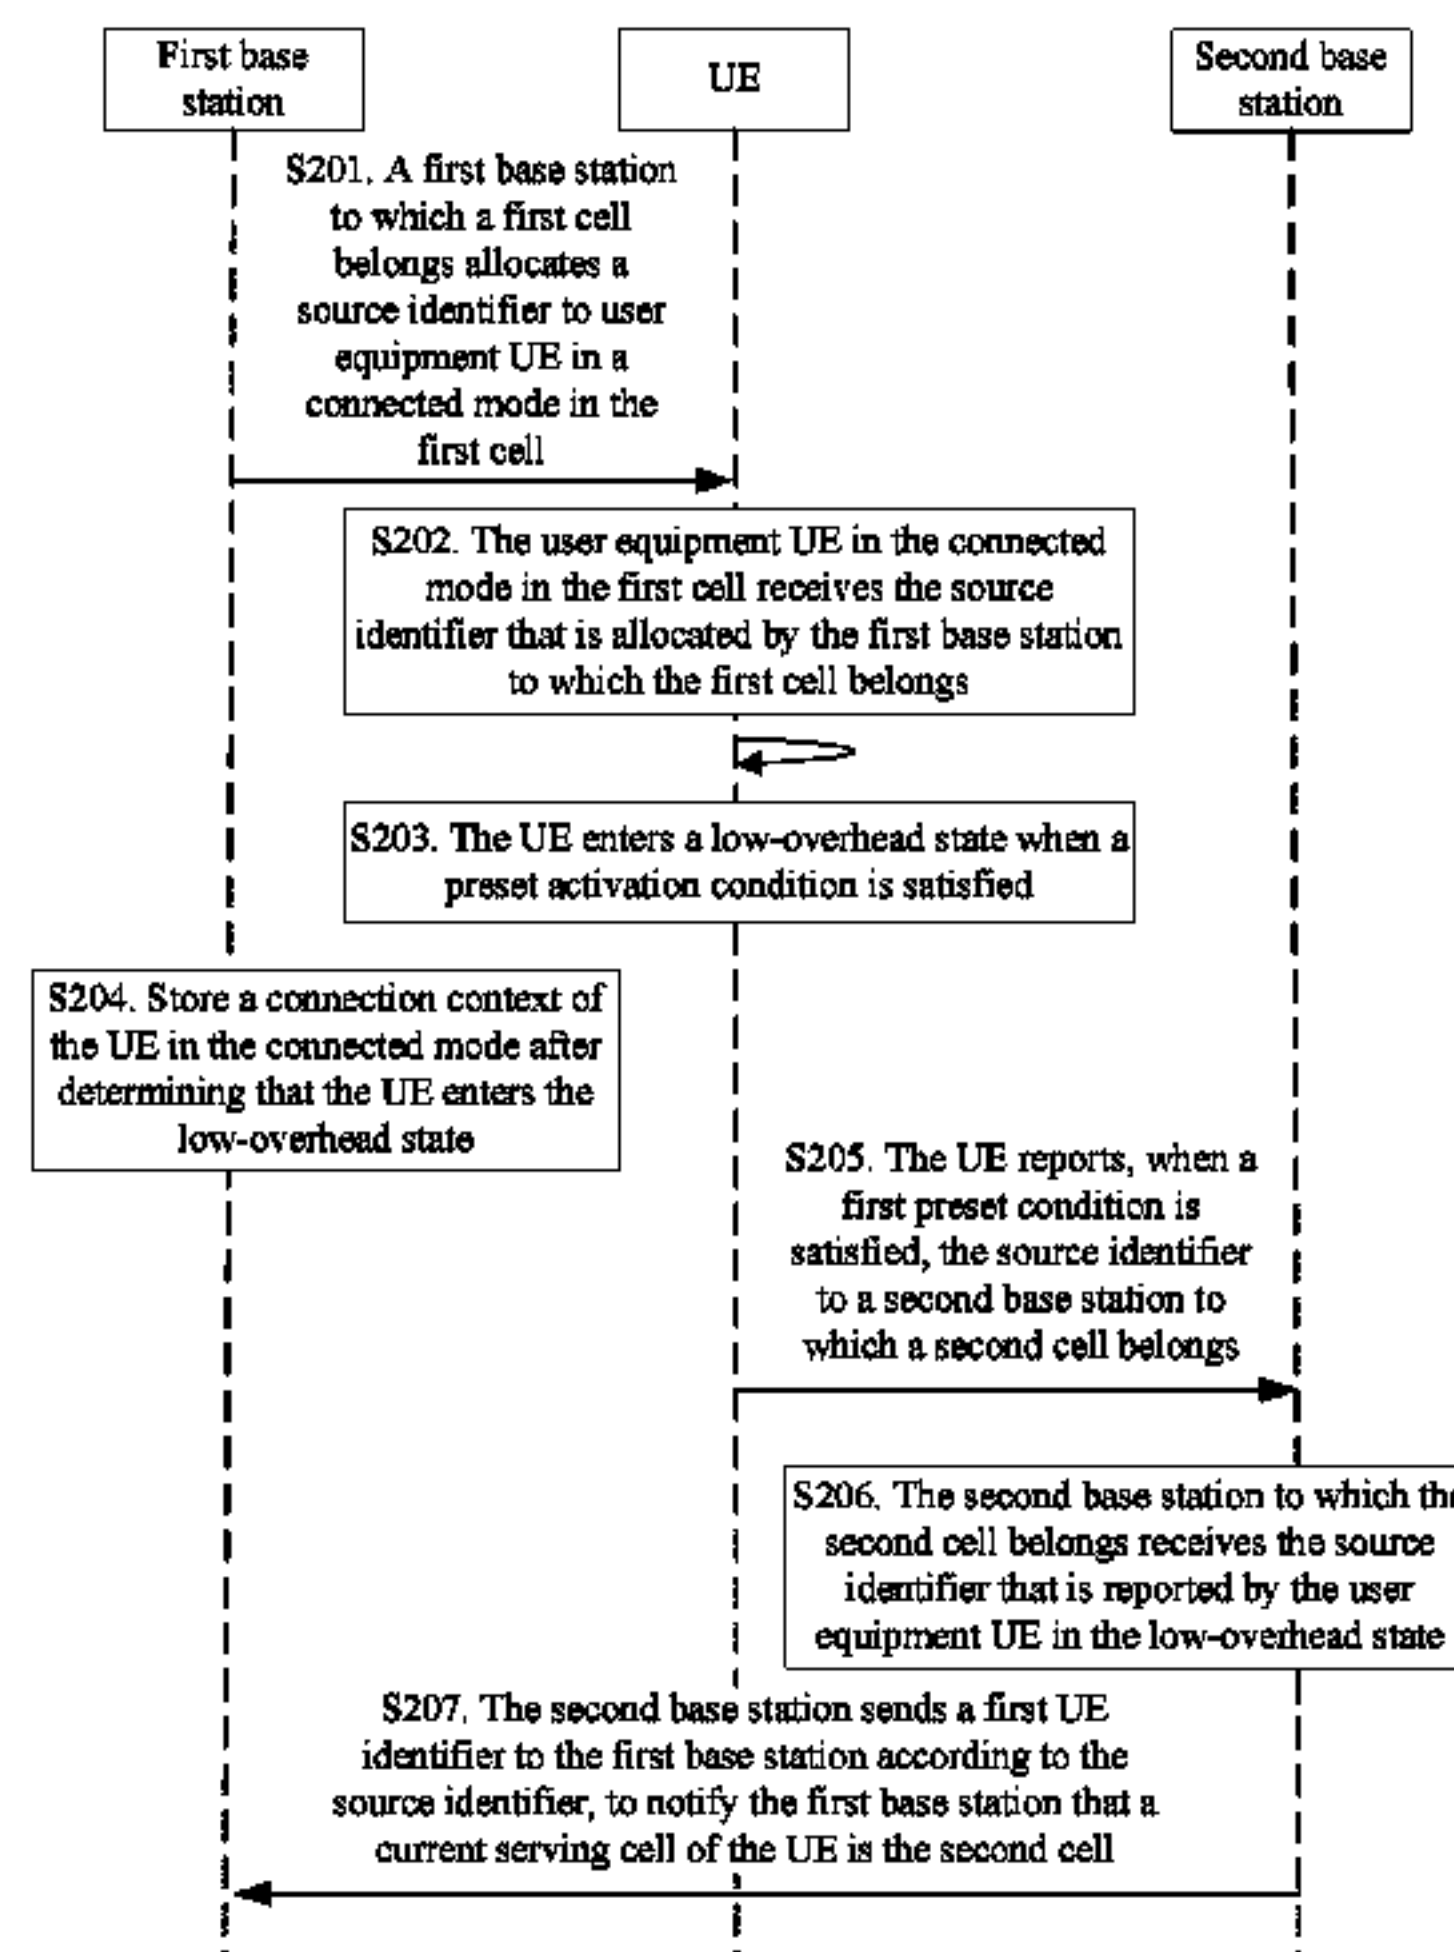 First base
station
UE
Second base
station
S201. A first base station
to which a first cell
belongs allocates a
source identifier to user
equipment UE in a
connected mode in the
first cell
S202. The user equipment UE in the connected
mode in the first cell receives the source
identifier that is allocated by the first base station
to which the first cell belongs
S203. The UE enters a low-overhead state when a
preset activation condition is satisfied
S204. Store a connection context of
the UE in the connected mode after
determining that the UE enters the
low-overhead state
S205. The UE reports, when a
first preset condition is
satisfied, the source identifier
to a second base station to
which a second cell belongs
S206. The second base station to which the
second cell belongs receives the source
identifier that is reported by the user
equipment UE in the low-overhead state
S207. The second base station sends a first UE
identifier to the first base station according to the
source identifier, to notify the first base station that a
current serving cell of the UE is the second cell